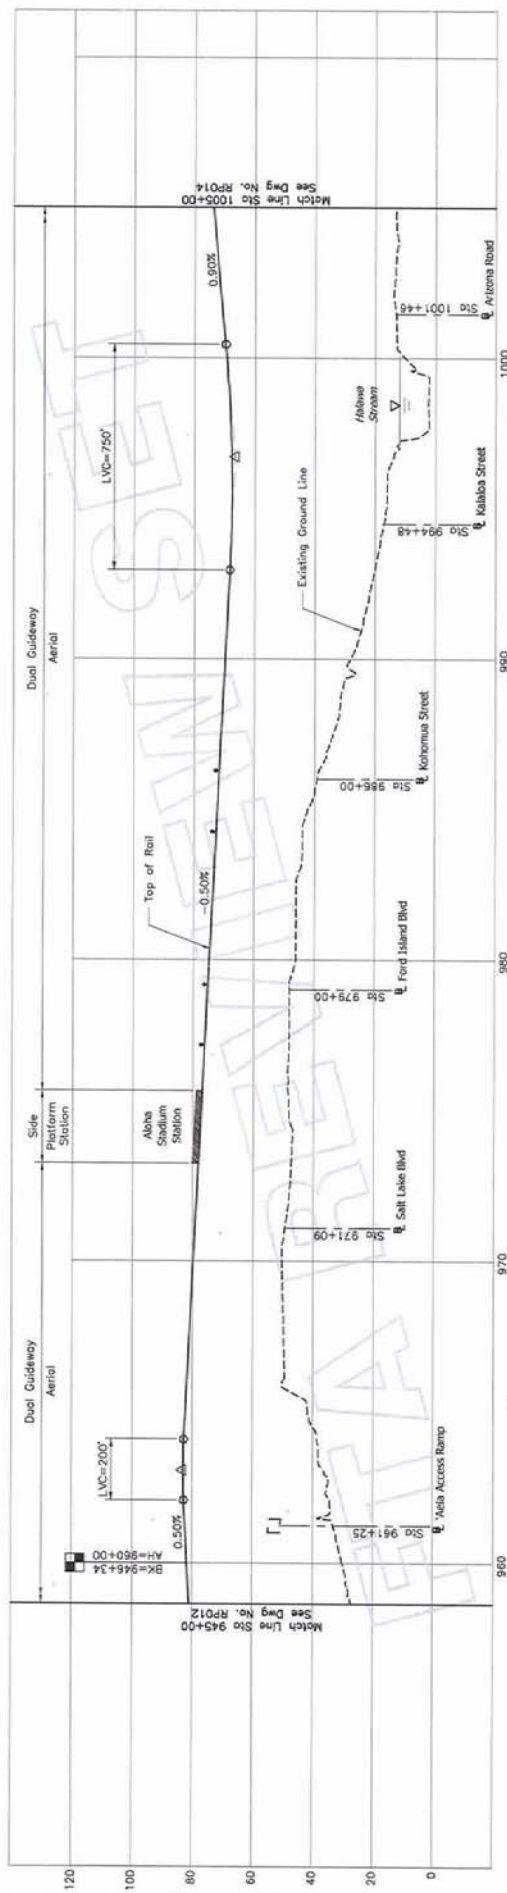 Dual Guideway
Aerial
Side
Platform
Station
Dual Guideway
Aerial
Match Line Sta 945+00
See Dwg No. RP012
BK=946+34
AH=960+00
0.50%
LVC=200'
Aloha
Stadium
Station
Top of Rail
-0.50%
LVC=750'
0.90%
Match Line Sta 1005+00
See Dwg No. RP014
Existing Ground Line
Halawa
Stream
Sta 961+25
'Aiela Access Ramp
Sta 971+09
Salt Lake Blvd
Sta 979+00
Ford Island Blvd
Sta 986+00
Kohomua Street
Sta 994+48
Kalaloa Street
Sta 1001+46
Arizona Road
120
100
80
60
40
20
0
960
970
980
990
1000
FTA REVIEW SET